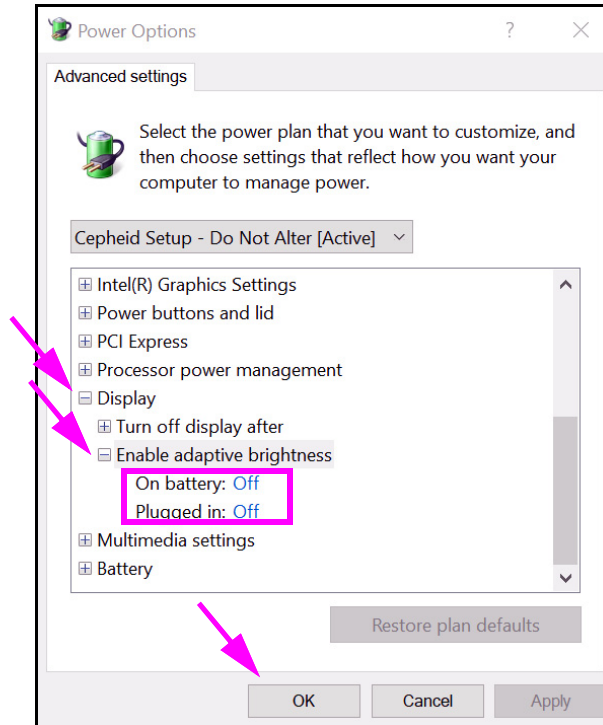 Power Options
Advanced settings
Select the power plan that you want to customize, and
then choose settings that reflect how you want your
computer to manage power.
Cepheid Setup - Do Not Alter [Active]
Intel(R) Graphics Settings
Power buttons and lid
PCI Express
Processor power management
Display
Turn off display after
Enable adaptive brightness
On battery: Off
Plugged in: Off
Multimedia settings
Battery
Restore plan defaults
OK Cancel Apply